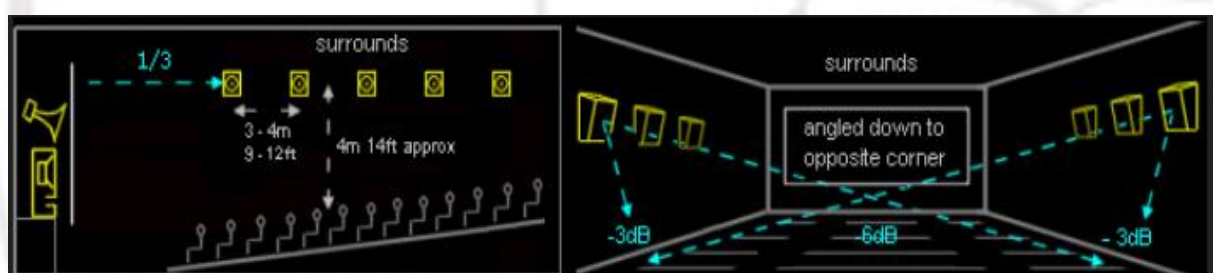 surrounds
1/3
3 - 4m
9 - 12ft
4m 14ft approx
surrounds
angled down to
opposite corner
-3dB
-6dB
- 3dB